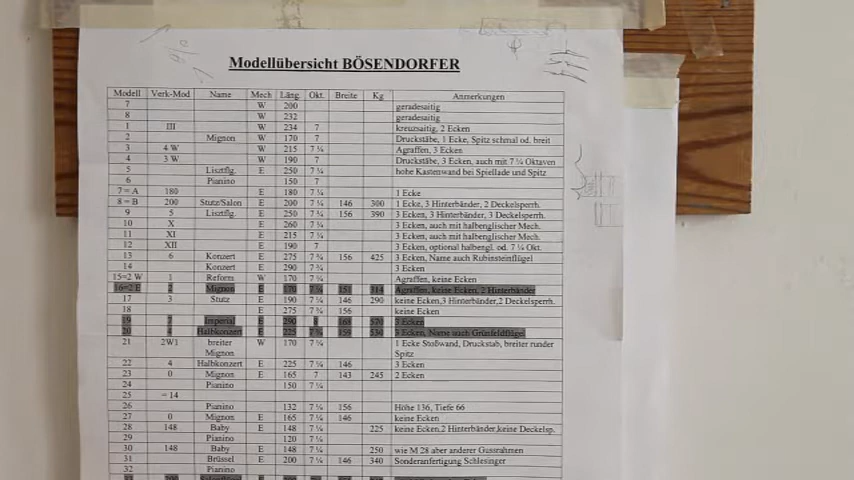 Modellübersicht BÖSENDORFER
Modell Verk-Mod Name Mech Läng Okt. Breite Kg Anmerkungen
7 W 200 geradesaitig
8 W 232 geradesaitig
1 III W 234 7 kreuzsaitig, 2 Ecken
2 Mignon W 170 7 Druckstäbe, 1 Ecke, Spitz schmal od. breit
3 4 W W 215 7 ¼ Agraffen, 3 Ecken
4 3 W W 190 7 Druckstäbe, 3 Ecken, auch mit 7 ¼ Oktaven
5 Lisztflg. E 250 7 ¼ hohe Kastenwand bei Spiellade und Spitz
6 Pianino 150 7
7 = A 180 E 180 7 ¼ 1 Ecke
8 = B 200 Stutz/Salon E 200 7 ¼ 146 300 1 Ecke, 3 Hinterbänder, 2 Deckelsperrh.
9 5 Lisztflg. E 250 7 ¼ 156 390 3 Ecken, 3 Hinterbänder, 3 Deckelsperrh.
10 X E 260 7 ¼ 3 Ecken, auch mit halbenglischer Mech.
11 XI E 215 7 ¼ 3 Ecken, auch mit halbenglischer Mech.
12 XII E 190 7 3 Ecken, optional halbengl. od. 7 ¼ Okt.
13 6 Konzert E 275 7 ¾ 156 425 3 Ecken, Name auch Rubinsteinflügel
14 Konzert E 290 7 ¾ 3 Ecken
15=2 W 1 Reform W 170 7 ¼ Agraffen, keine Ecken
16=2 E 2 Mignon E 170 7 ¼ 151 314 Agraffen, keine Ecken, 2 Hinterbänder
17 3 Stutz E 190 7 ¼ 146 290 keine Ecken,3 Hinterbänder,2 Deckelsperrh.
18 E 275 7 ¾ 156 keine Ecken
19 7 Imperial E 290 8 168 570 Ecken
20 4 Halbkonzert E 225 7 ¾ 159 530 Ecken, Name auch Grünfeldflügel
21 2W1 breiter Mignon W 170 7 ¼ 1 Ecke Stoßwand, Druckstab, breiter runder Spitz
22 4 Halbkonzert E 225 7 ¼ 146 3 Ecken
23 0 Mignon E 165 7 143 245 2 Ecken
24 Pianino 150 7 ¼
25 = 14
26 Pianino 132 7 ¼ 156 Höhe 136, Tiefe 66
27 0 Mignon E 165 7 ¼ 146 keine Ecken
28 148 Baby E 148 7 ¼ 225 keine Ecken,2 Hinterbänder,keine Deckelsp.
29 Pianino 120 7 ¼
30 148 Baby E 148 7 ¼ 250 wie M 28 aber anderer Gussrahmen
31 Brüssel E 200 7 ¼ 146 340 Sonderanfertigung Schlesinger
32 Pianino